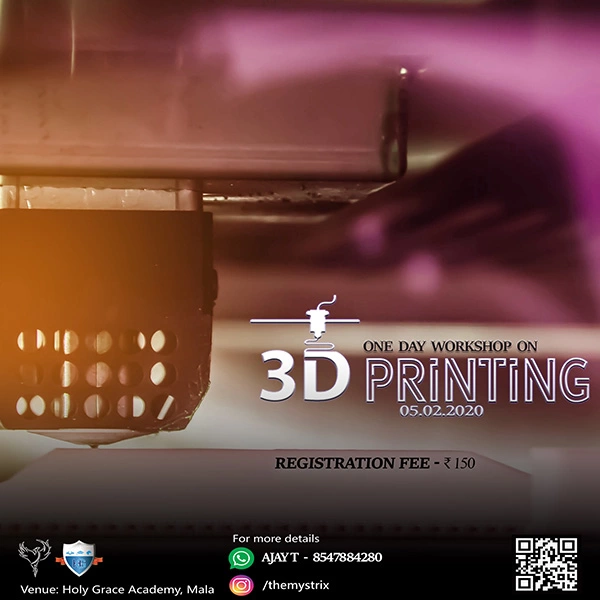 ONE DAY WORKSHOP ON
3D PRiNTiNG
05.02.2020
REGISTRATION FEE - ₹ 150
For more details
AJAY T - 8547884280
/themystrix
Venue: Holy Grace Academy, Mala